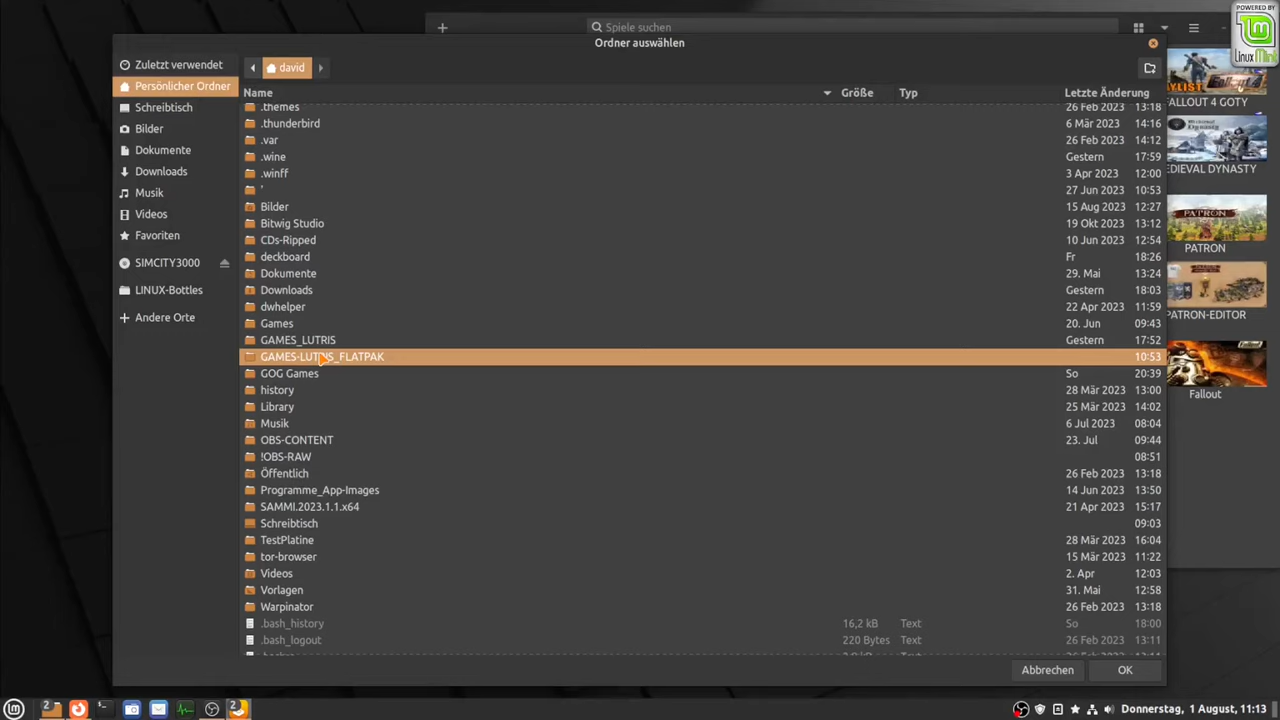 POWERED BY
Linux Mint
Spiele suchen
Ordner auswählen
Zuletzt verwendet
Persönlicher Ordner
Schreibtisch
Bilder
Dokumente
Downloads
Musik
Videos
Favoriten
SIMCITY3000
LINUX-Bottles
Andere Orte
david
Name Größe Typ Letzte Änderung
.themes 26 Feb 2023 13:18
.thunderbird 6 Mär 2023 14:16
.var 26 Feb 2023 14:12
.wine Gestern 17:59
.winff 3 Apr 2023 12:00
' 27 Jun 2023 10:53
Bilder 15 Aug 2023 12:27
Bitwig Studio 19 Okt 2023 13:12
CDs-Ripped 10 Jun 2023 12:54
deckboard Fr 18:26
Dokumente 29. Mai 13:24
Downloads Gestern 18:03
dwhelper 22 Apr 2023 11:59
Games 20. Jun 09:43
GAMES_LUTRIS Gestern 17:52
GAMES-LUTRIS_FLATPAK 10:53
GOG Games So 20:39
history 28 Mär 2023 13:00
Library 25 Mär 2023 14:02
Musik 6 Jul 2023 08:04
OBS-CONTENT 23. Jul 09:44
!OBS-RAW 08:51
Öffentlich 26 Feb 2023 13:18
Programme_App-Images 14 Jun 2023 13:50
SAMMI.2023.1.1.x64 21 Apr 2023 15:17
Schreibtisch 09:03
TestPlatine 28 Mär 2023 16:04
tor-browser 15 Mär 2023 11:22
Videos 2. Apr 12:03
Vorlagen 31. Mai 12:58
Warpinator 26 Feb 2023 13:18
.bash_history 16,2 kB Text So 18:00
.bash_logout 220 Bytes Text 26 Feb 2023 13:11
Abbrechen OK
FALLOUT 4 GOTY
EDIEVAL DYNASTY
PATRON
PATRON
PATRON-EDITOR
Fallout
2 2 Donnerstag, 1 August, 11:13